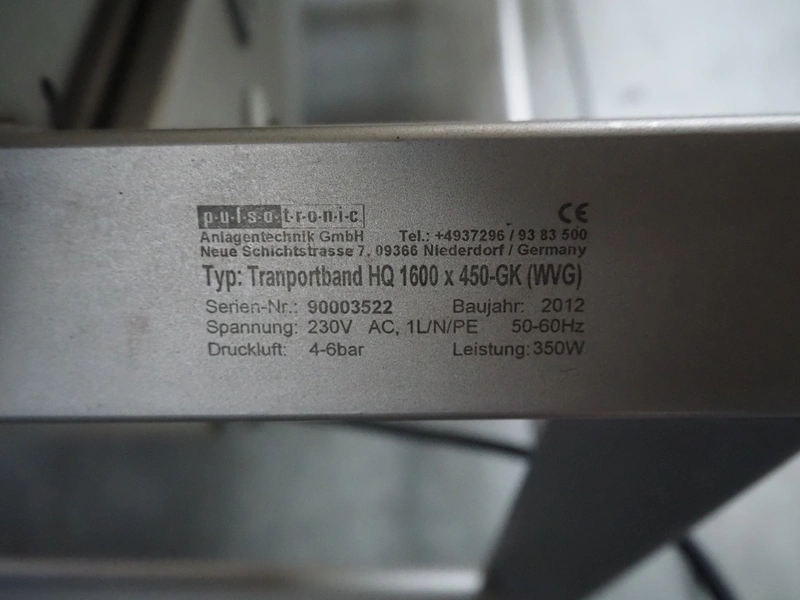 p·u·l·s·o·t·r·o·n·i·c. CE
Anlagentechnik GmbH Tel.: +4937296 / 93 83 500
Neue Schichtstrasse 7, 09366 Niederdorf / Germany
Typ: Tranportband HQ 1600 x 450-GK (WVG)
Serien-Nr.: 90003522 Baujahr: 2012
Spannung: 230V AC, 1L/N/PE 50-60Hz
Druckluft: 4-6bar Leistung: 350W